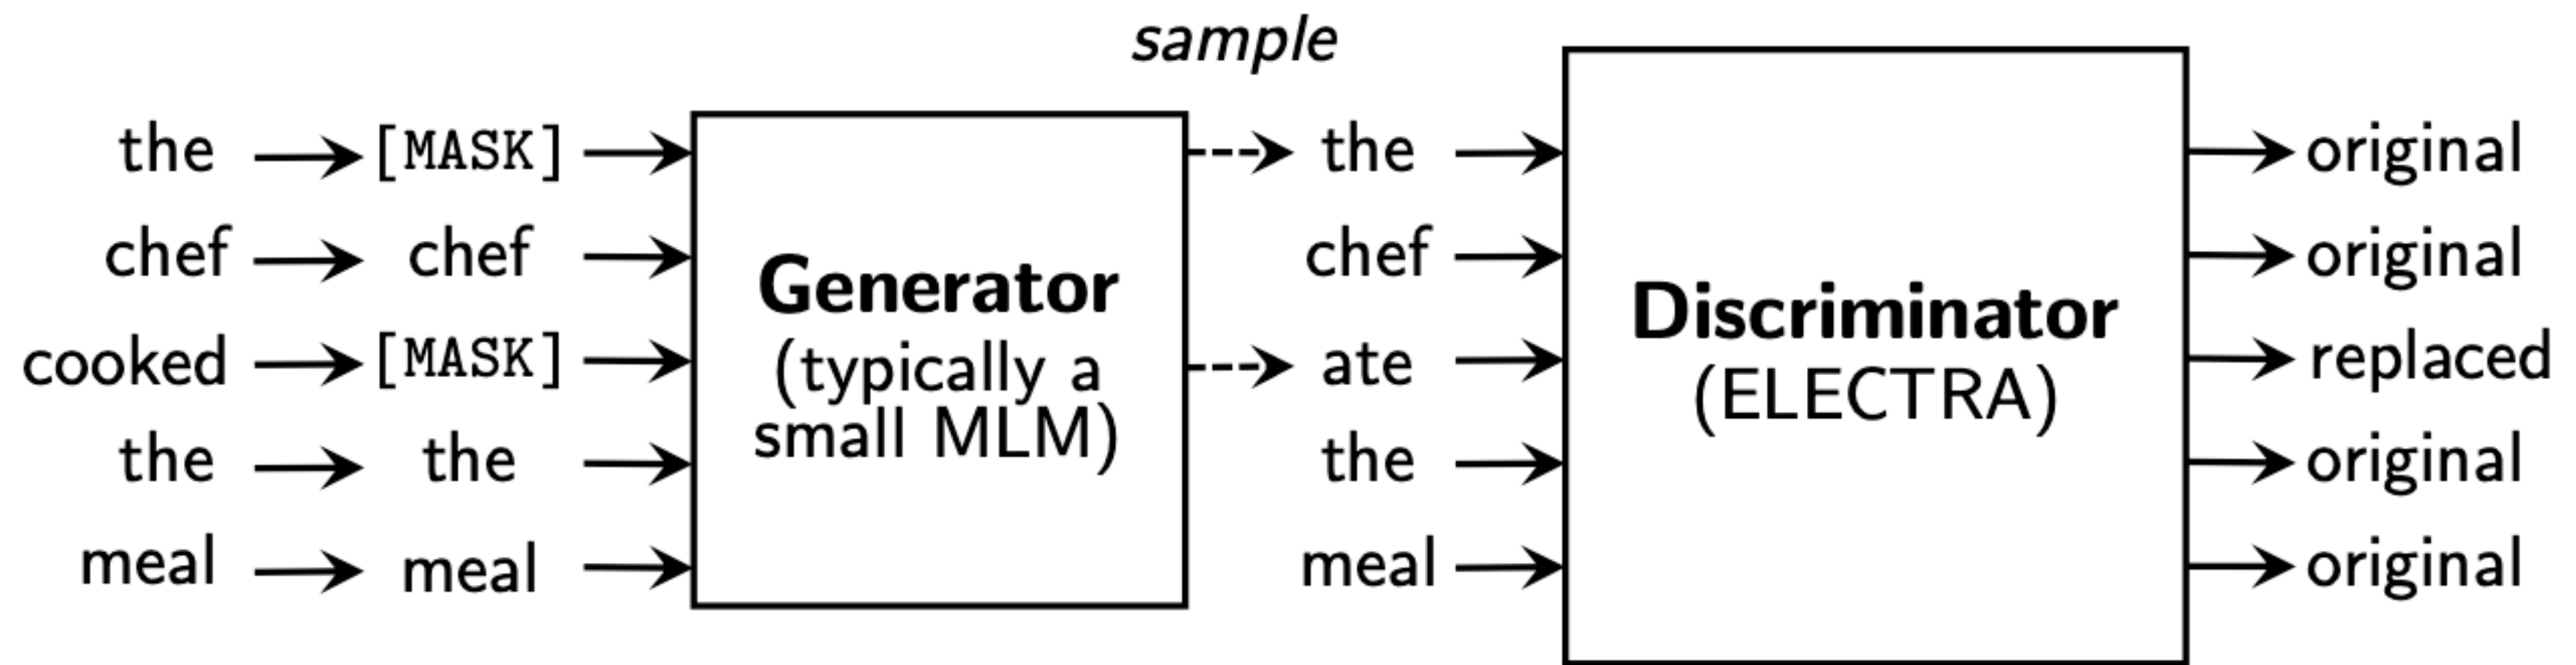 sample
the [MASK] the original
chef chef chef original
cooked [MASK] ate replaced
the the the original
meal meal meal original
Generator
(typically a
small MLM)
Discriminator
(ELECTRA)